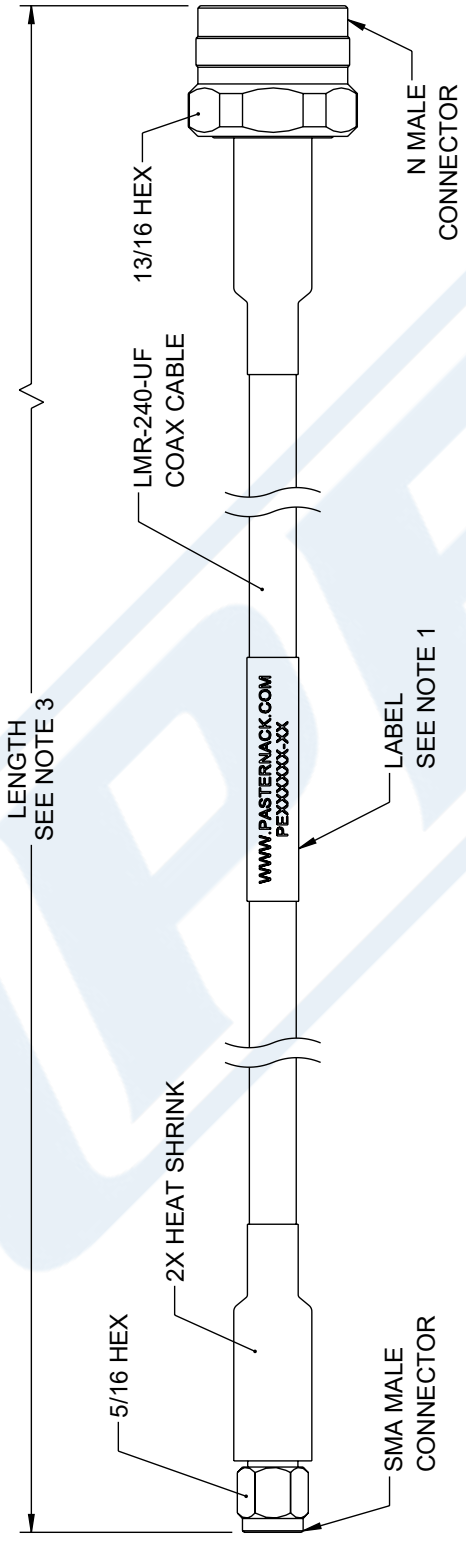 LENGTH
SEE NOTE 3
13/16 HEX
N MALE
CONNECTOR
LMR-240-UF
COAX CABLE
WWW.PASTERNACK.COM
PEXXXXXX-XX
LABEL
SEE NOTE 1
2X HEAT SHRINK
5/16 HEX
SMA MALE
CONNECTOR